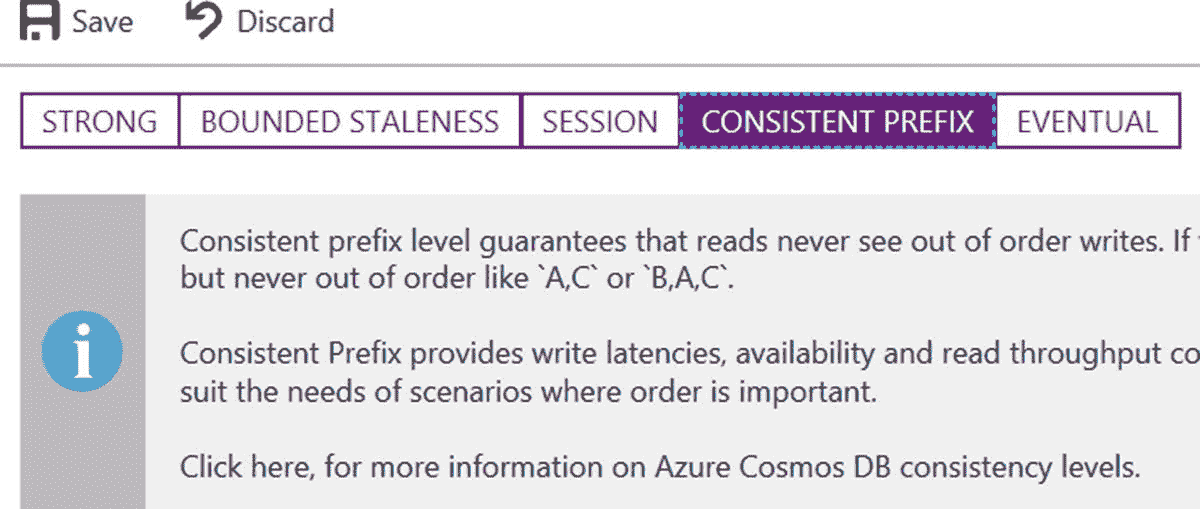 Save Discard
STRONG BOUNDED STALENESS SESSION CONSISTENT PREFIX EVENTUAL
Consistent prefix level guarantees that reads never see out of order writes. If
but never out of order like `A,C` or `B,A,C`.
Consistent Prefix provides write latencies, availability and read throughput co
suit the needs of scenarios where order is important.
Click here, for more information on Azure Cosmos DB consistency levels.